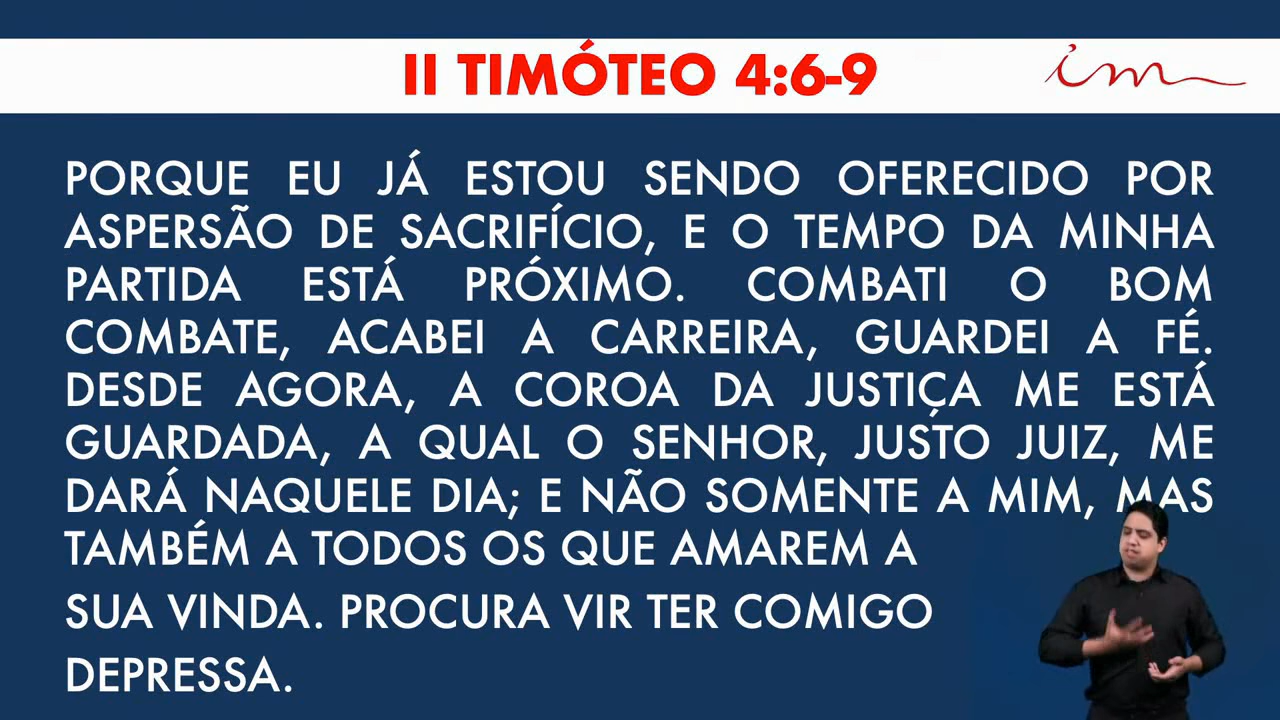 II TIMÓTEO 4:6-9
im
PORQUE EU JÁ ESTOU SENDO OFERECIDO POR
ASPERSÃO DE SACRIFÍCIO, E O TEMPO DA MINHA
PARTIDA ESTÁ PRÓXIMO. COMBATI O BOM
COMBATE, ACABEI A CARREIRA, GUARDEI A FÉ.
DESDE AGORA, A COROA DA JUSTIÇA ME ESTÁ
GUARDADA, A QUAL O SENHOR, JUSTO JUIZ, ME
DARÁ NAQUELE DIA; E NÃO SOMENTE A MIM, MAS
TAMBÉM A TODOS OS QUE AMAREM A
SUA VINDA. PROCURA VIR TER COMIGO
DEPRESSA.